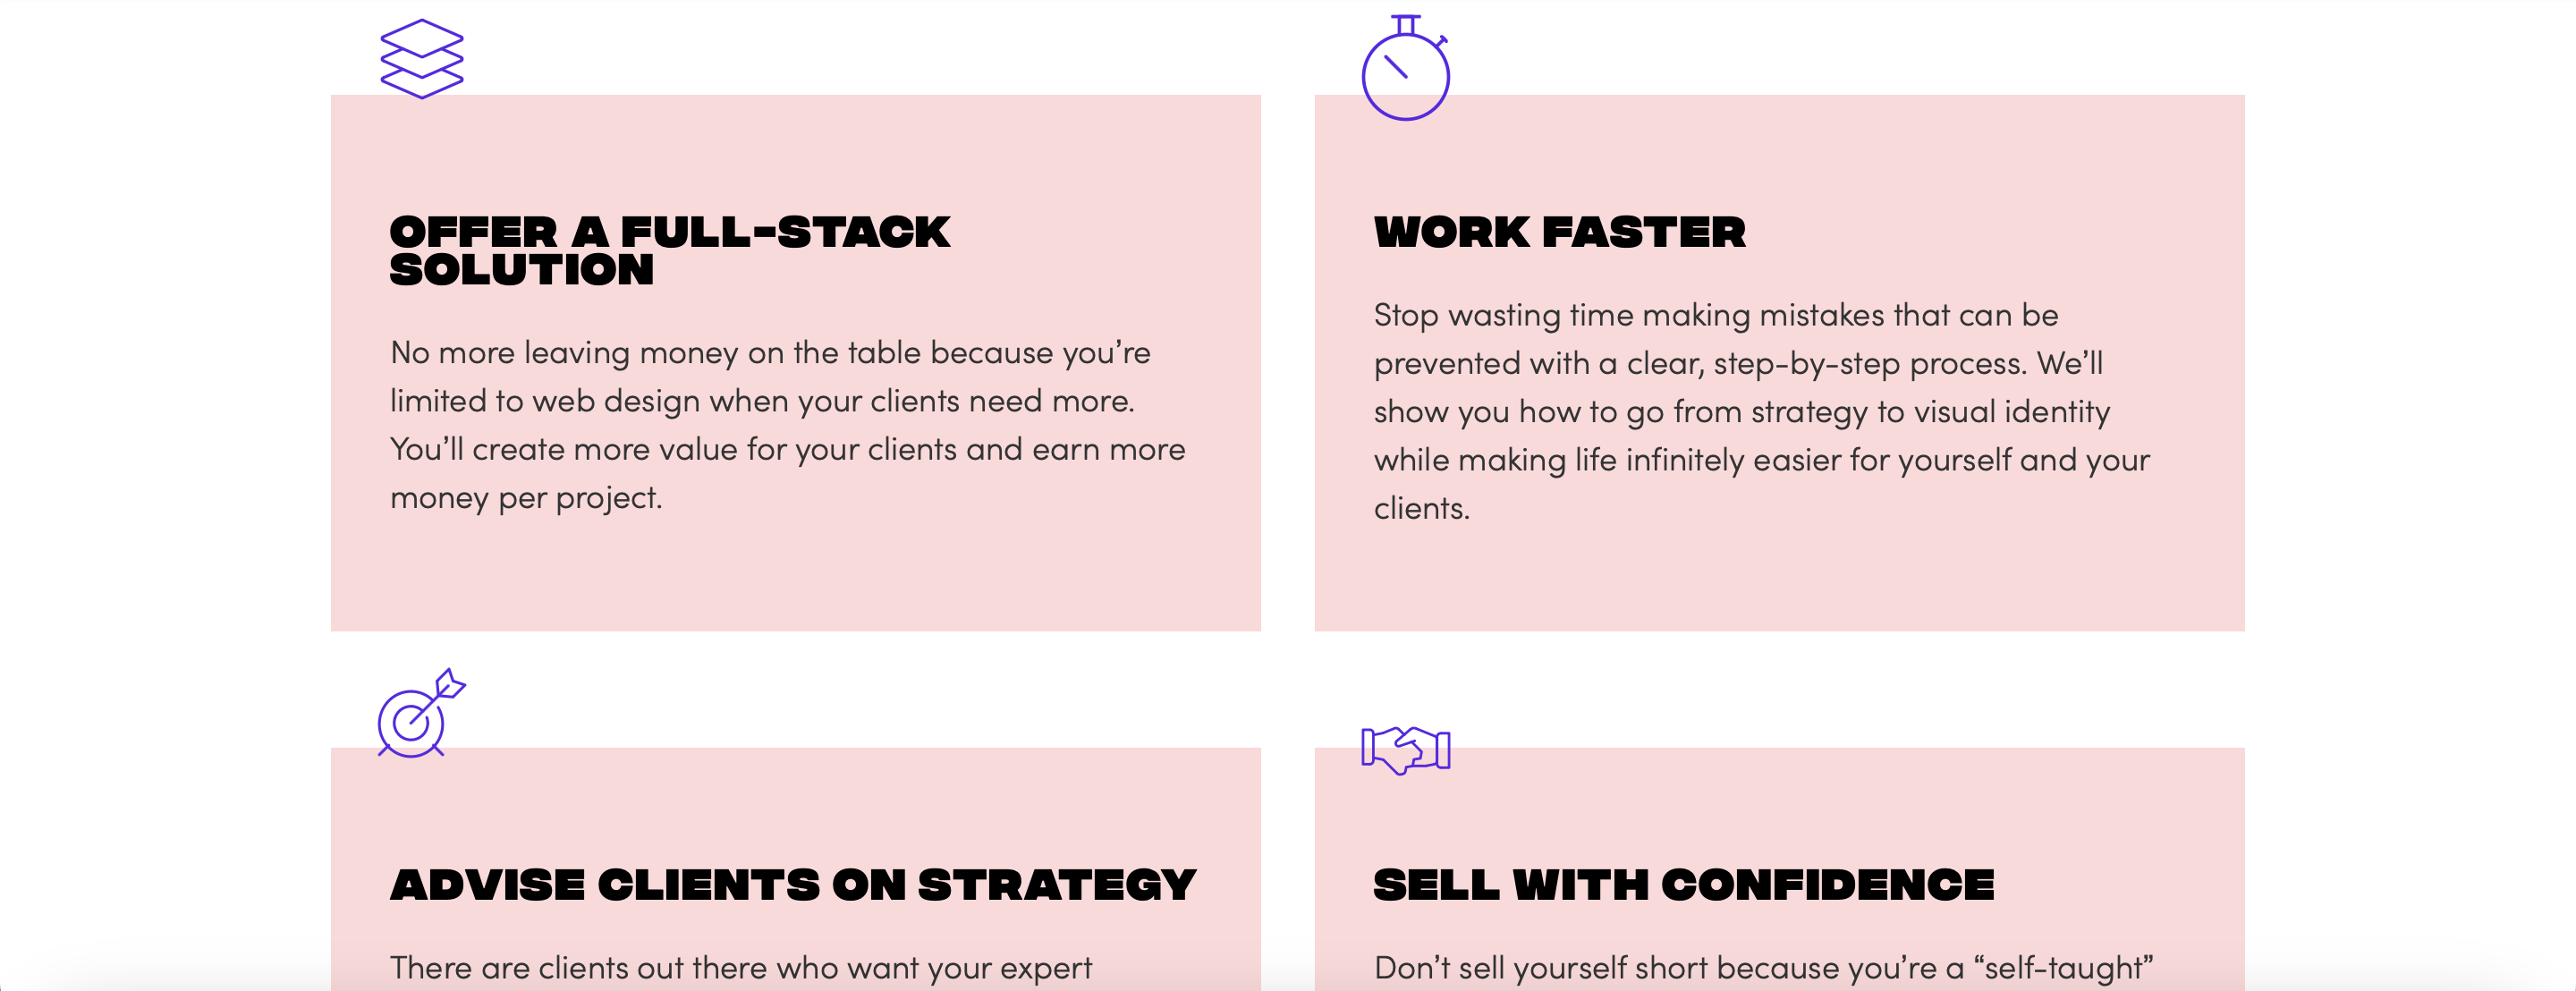 OFFER A FULL-STACK
SOLUTION
No more leaving money on the table because you’re
limited to web design when your clients need more.
You’ll create more value for your clients and earn more
money per project.
WORK FASTER
Stop wasting time making mistakes that can be
prevented with a clear, step-by-step process. We’ll
show you how to go from strategy to visual identity
while making life infinitely easier for yourself and your
clients.
ADVISE CLIENTS ON STRATEGY
There are clients out there who want your expert
SELL WITH CONFIDENCE
Don’t sell yourself short because you’re a “self-taught”